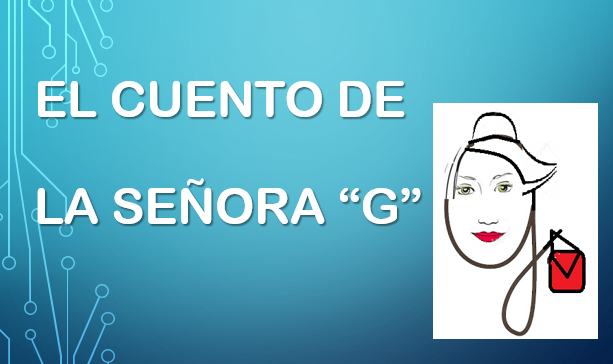 EL CUENTO DE
LA SEÑORA “G”